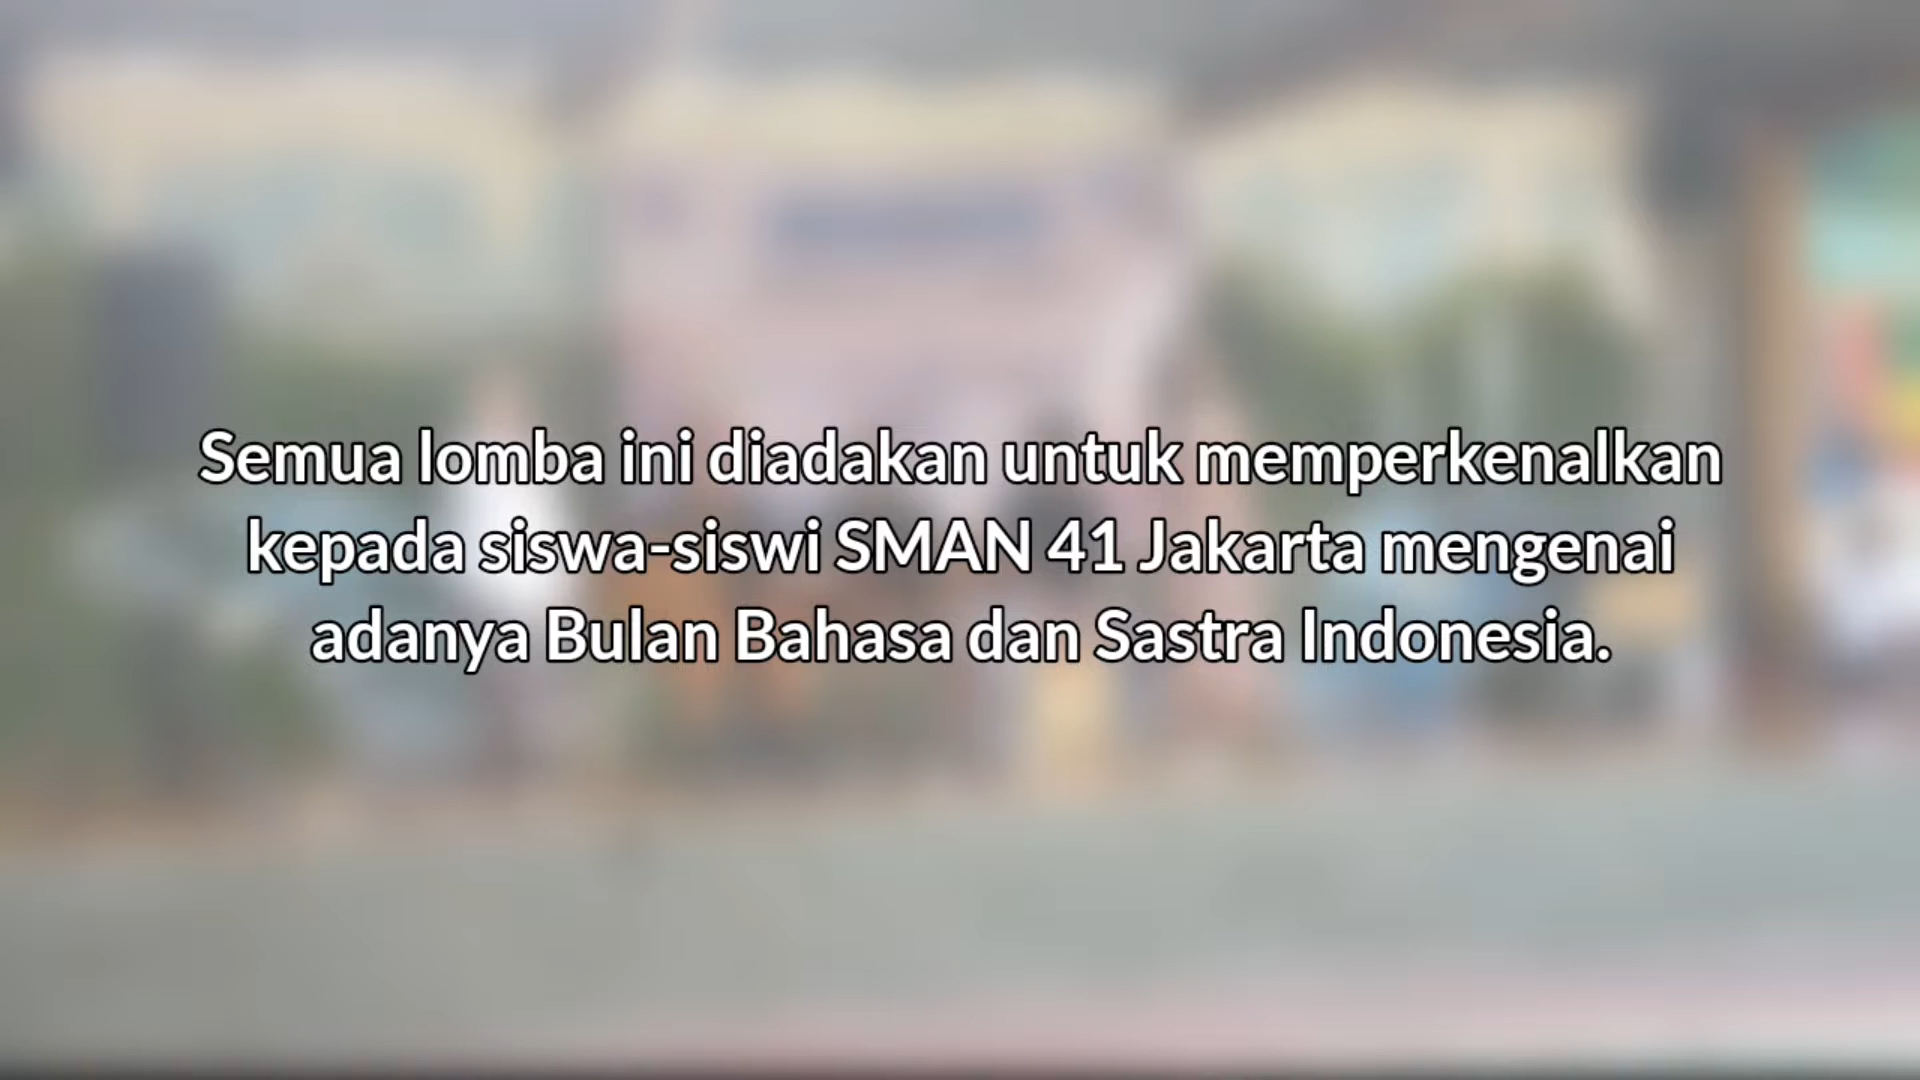 Semua lomba ini diadakan untuk memperkenalkan
kepada siswa-siswi SMAN 41 Jakarta mengenai
adanya Bulan Bahasa dan Sastra Indonesia.